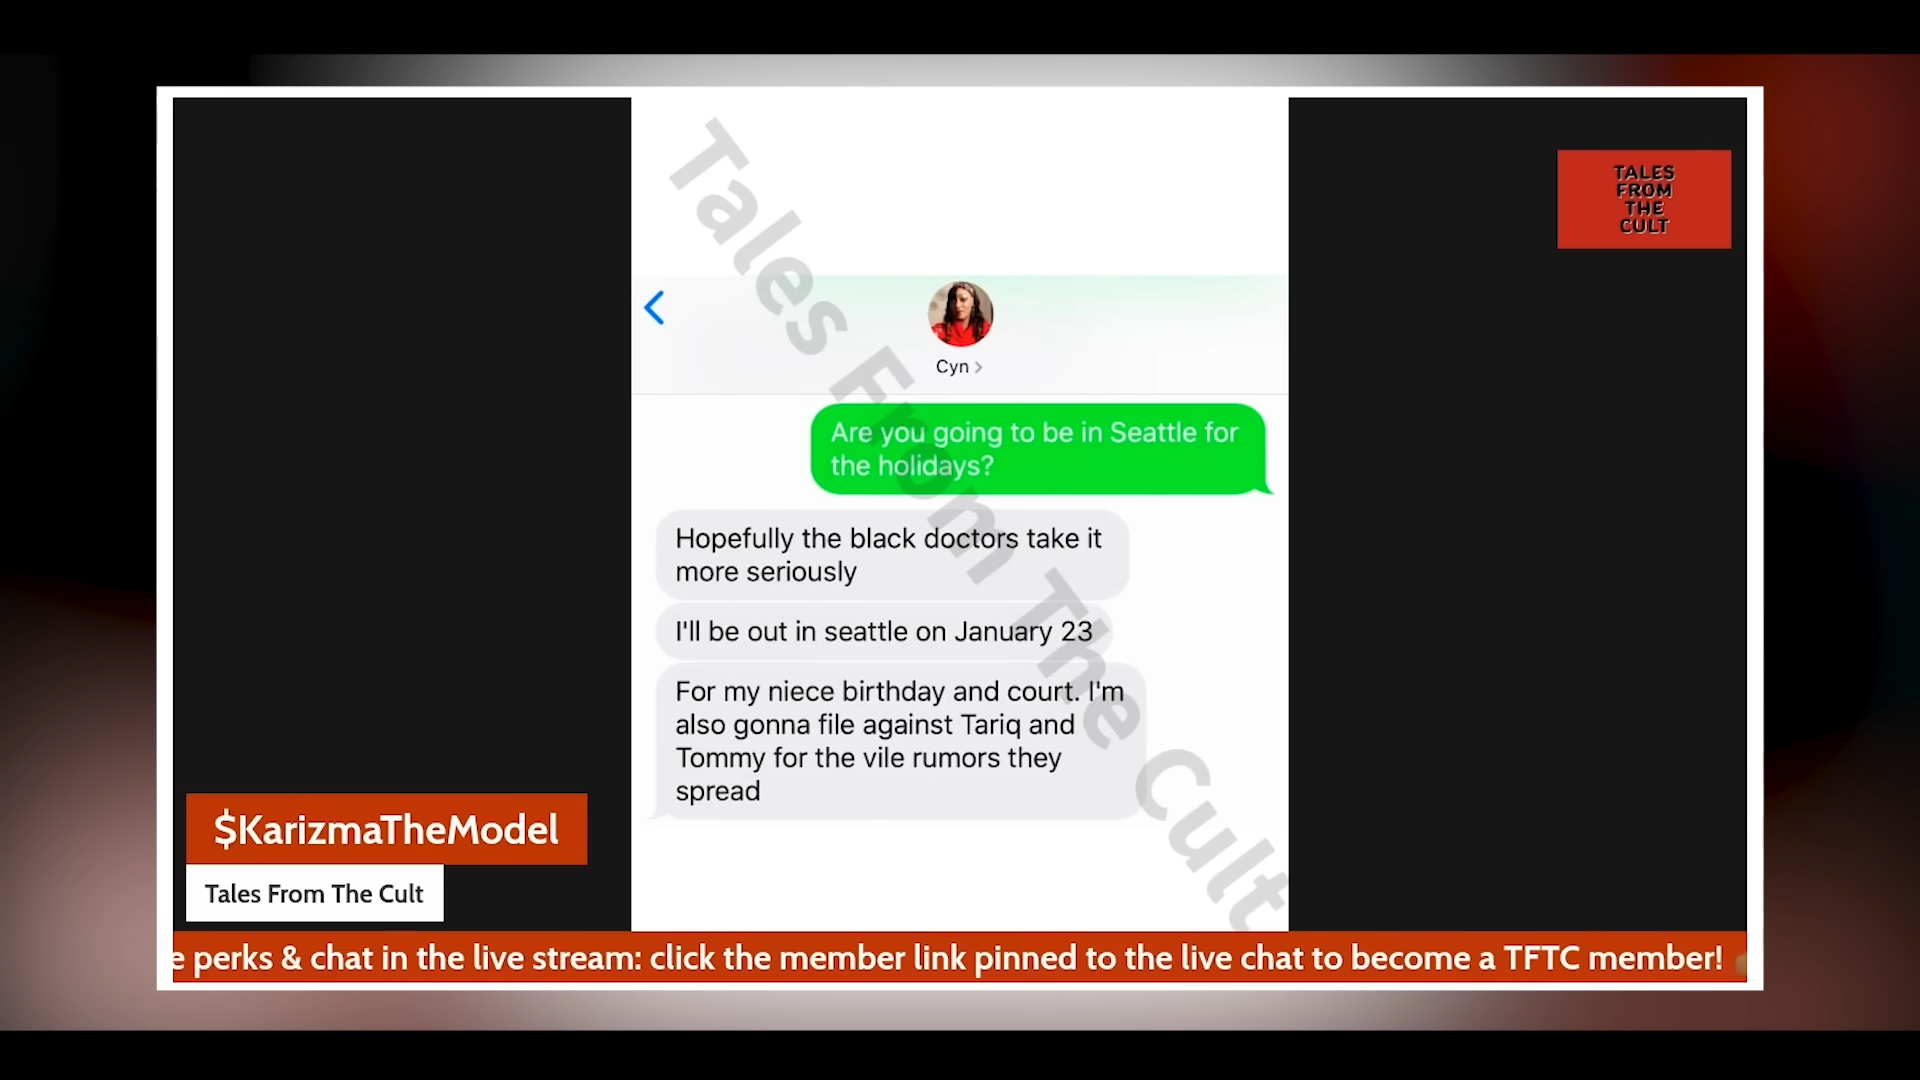 TALES
FROM
THE
CULT
Tales From The Cult
Cyn
Are you going to be in Seattle for
the holidays?
Hopefully the black doctors take it
more seriously
I'll be out in seattle on January 23
For my niece birthday and court. I'm
also gonna file against Tariq and
Tommy for the vile rumors they
spread
$KarizmaTheModel
Tales From The Cult
e perks & chat in the live stream: click the member link pinned to the live chat to become a TFTC member!